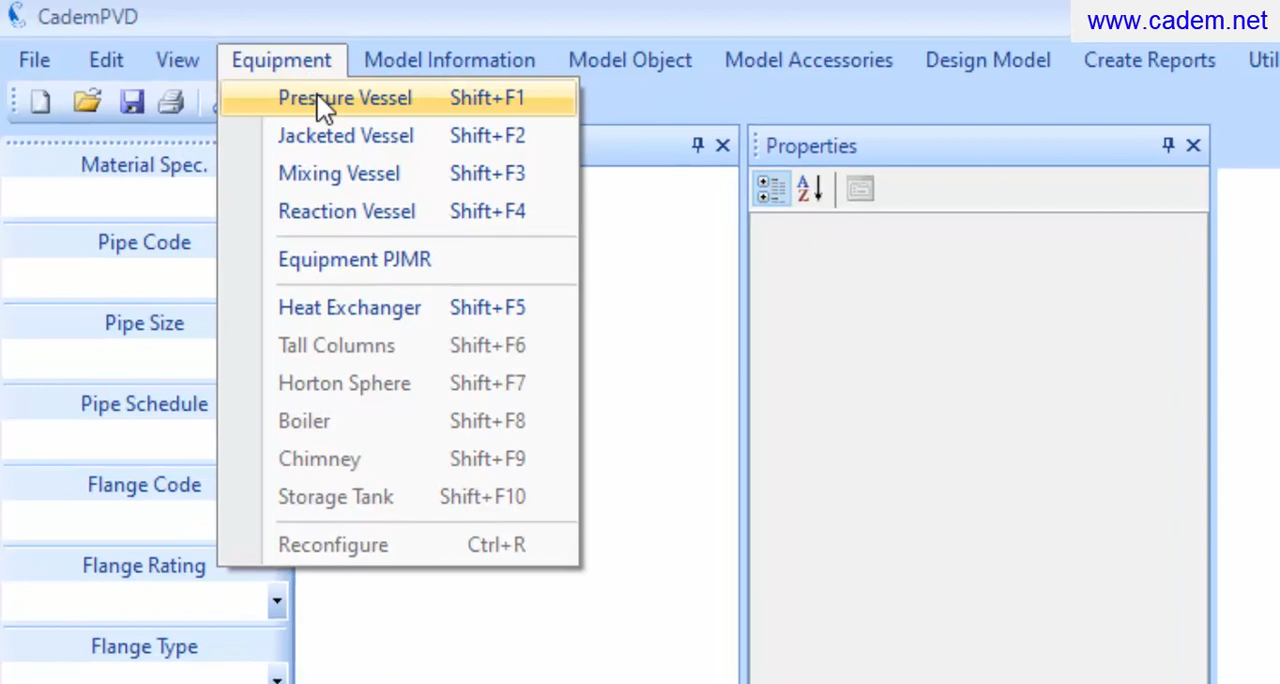 CademPVD
www.cadem.net
File Edit View Equipment Model Information Model Object Model Accessories Design Model Create Reports Util
Pressure Vessel Shift+F1
Jacketed Vessel Shift+F2
Mixing Vessel Shift+F3
Reaction Vessel Shift+F4
Equipment PJMR
Heat Exchanger Shift+F5
Tall Columns Shift+F6
Horton Sphere Shift+F7
Boiler Shift+F8
Chimney Shift+F9
Storage Tank Shift+F10
Reconfigure Ctrl+R
Material Spec.
Pipe Code
Pipe Size
Pipe Schedule
Flange Code
Flange Rating
Flange Type
Properties
A
Z